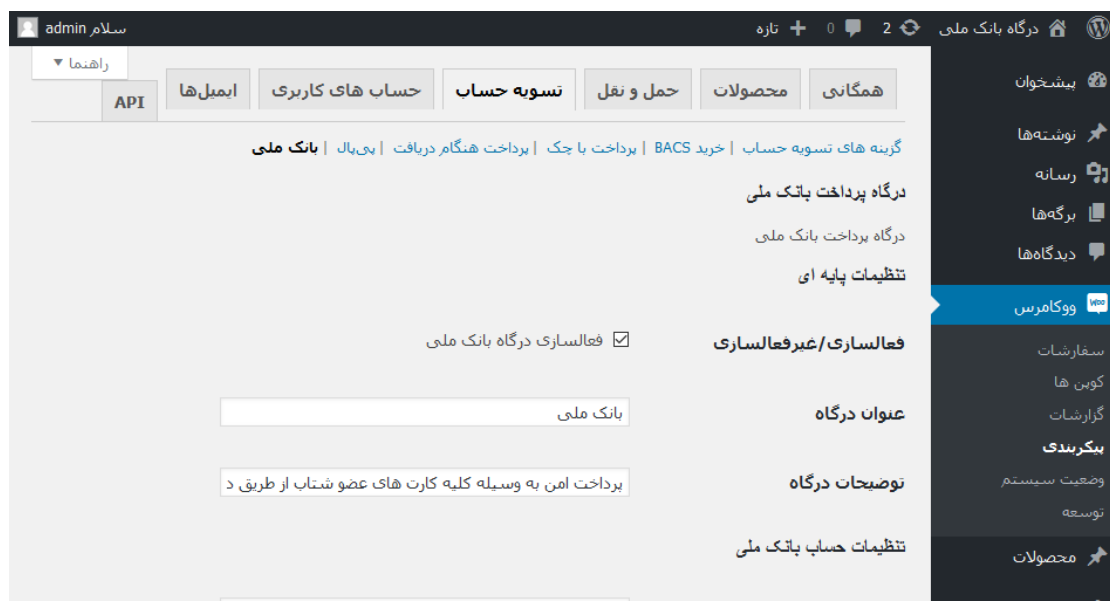 درگاه بانک ملی 2 0 تازه سلام admin
پیشخوان
نوشته‌ها
رسانه
برگه‌ها
دیدگاه‌ها
ووکامرس
سفارشات
کوپن ها
گزارشات
پیکربندی
وضعیت سیستم
توسعه
محصولات
راهنما
همگانی محصولات حمل و نقل تسویه حساب حساب های کاربری ایمیل‌ها API
گزینه های تسویه حساب | خرید BACS | پرداخت با چک | پرداخت هنگام دریافت | پی‌پال | بانک ملی
درگاه پرداخت بانک ملی
درگاه پرداخت بانک ملی
تنظیمات پایه ای
فعالسازی/غیرفعالسازی فعالسازی درگاه بانک ملی
عنوان درگاه بانک ملی
توضیحات درگاه پرداخت امن به وسیله کلیه کارت های عضو شتاب از طریق د
تنظیمات حساب بانک ملی